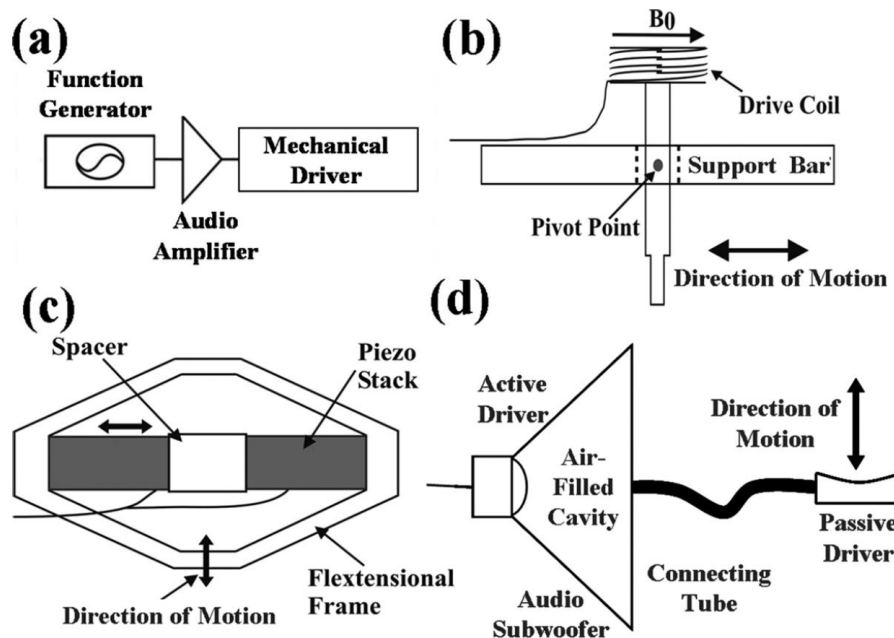 (a)
Function
Generator
Mechanical
Driver
Audio
Amplifier
(b)
B0
Drive Coil
Support Bar
Pivot Point
Direction of Motion
(c)
Spacer
Piezo
Stack
Flextensional
Frame
Direction of Motion
(d)
Active
Driver
Air-
Filled
Cavity
Direction of
Motion
Passive
Driver
Connecting
Tube
Audio
Subwoofer